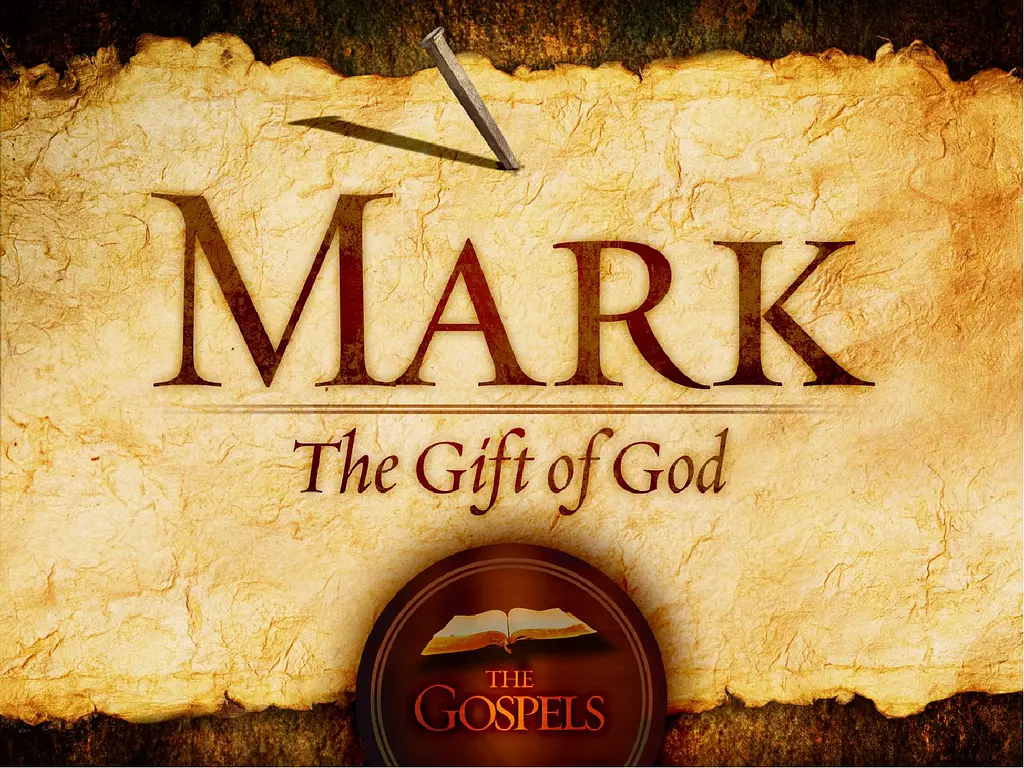 MARK
The Gift of God
THE
GOSPELS